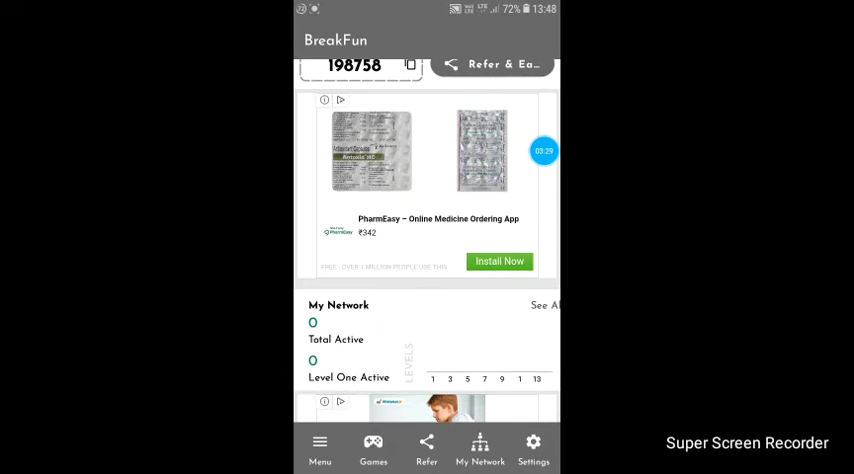 72% 13:48
BreakFun
198758
Refer & Ea...
03:29
PharmEasy – Online Medicine Ordering App
PharmEasy
₹342
FREE - OVER 1 MILLION PEOPLE USE THIS
Install Now
My Network
See Al
0
Total Active
0
Level One Active
LEVELS
1 3 5 7 9 1 13
Menu Games Refer My Network Settings
Super Screen Recorder